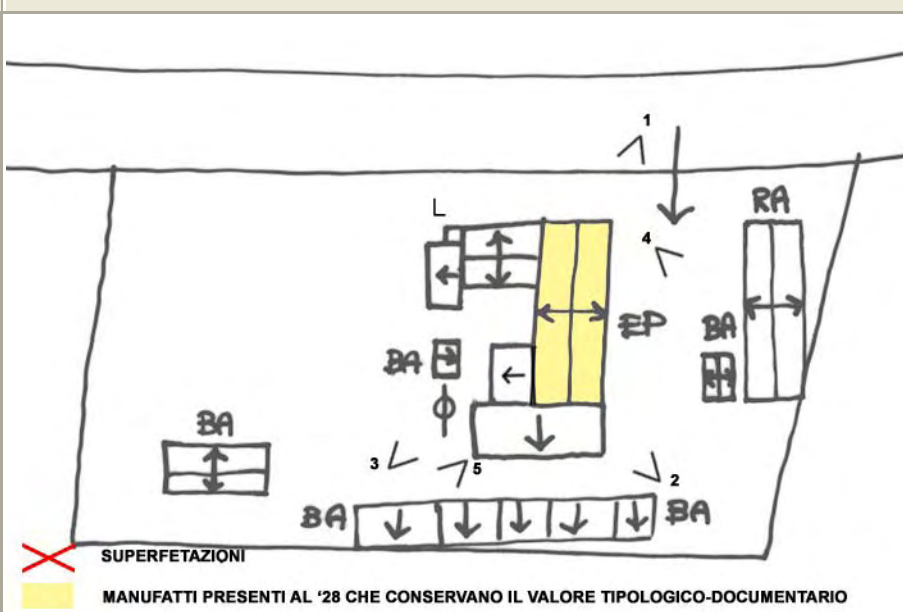 1
RA
L
4
EP
BA
BA
BA
3
5
2
BA
BA
SUPERFETAZIONI
MANUFATTI PRESENTI AL ‘28 CHE CONSERVANO IL VALORE TIPOLOGICO-DOCUMENTARIO